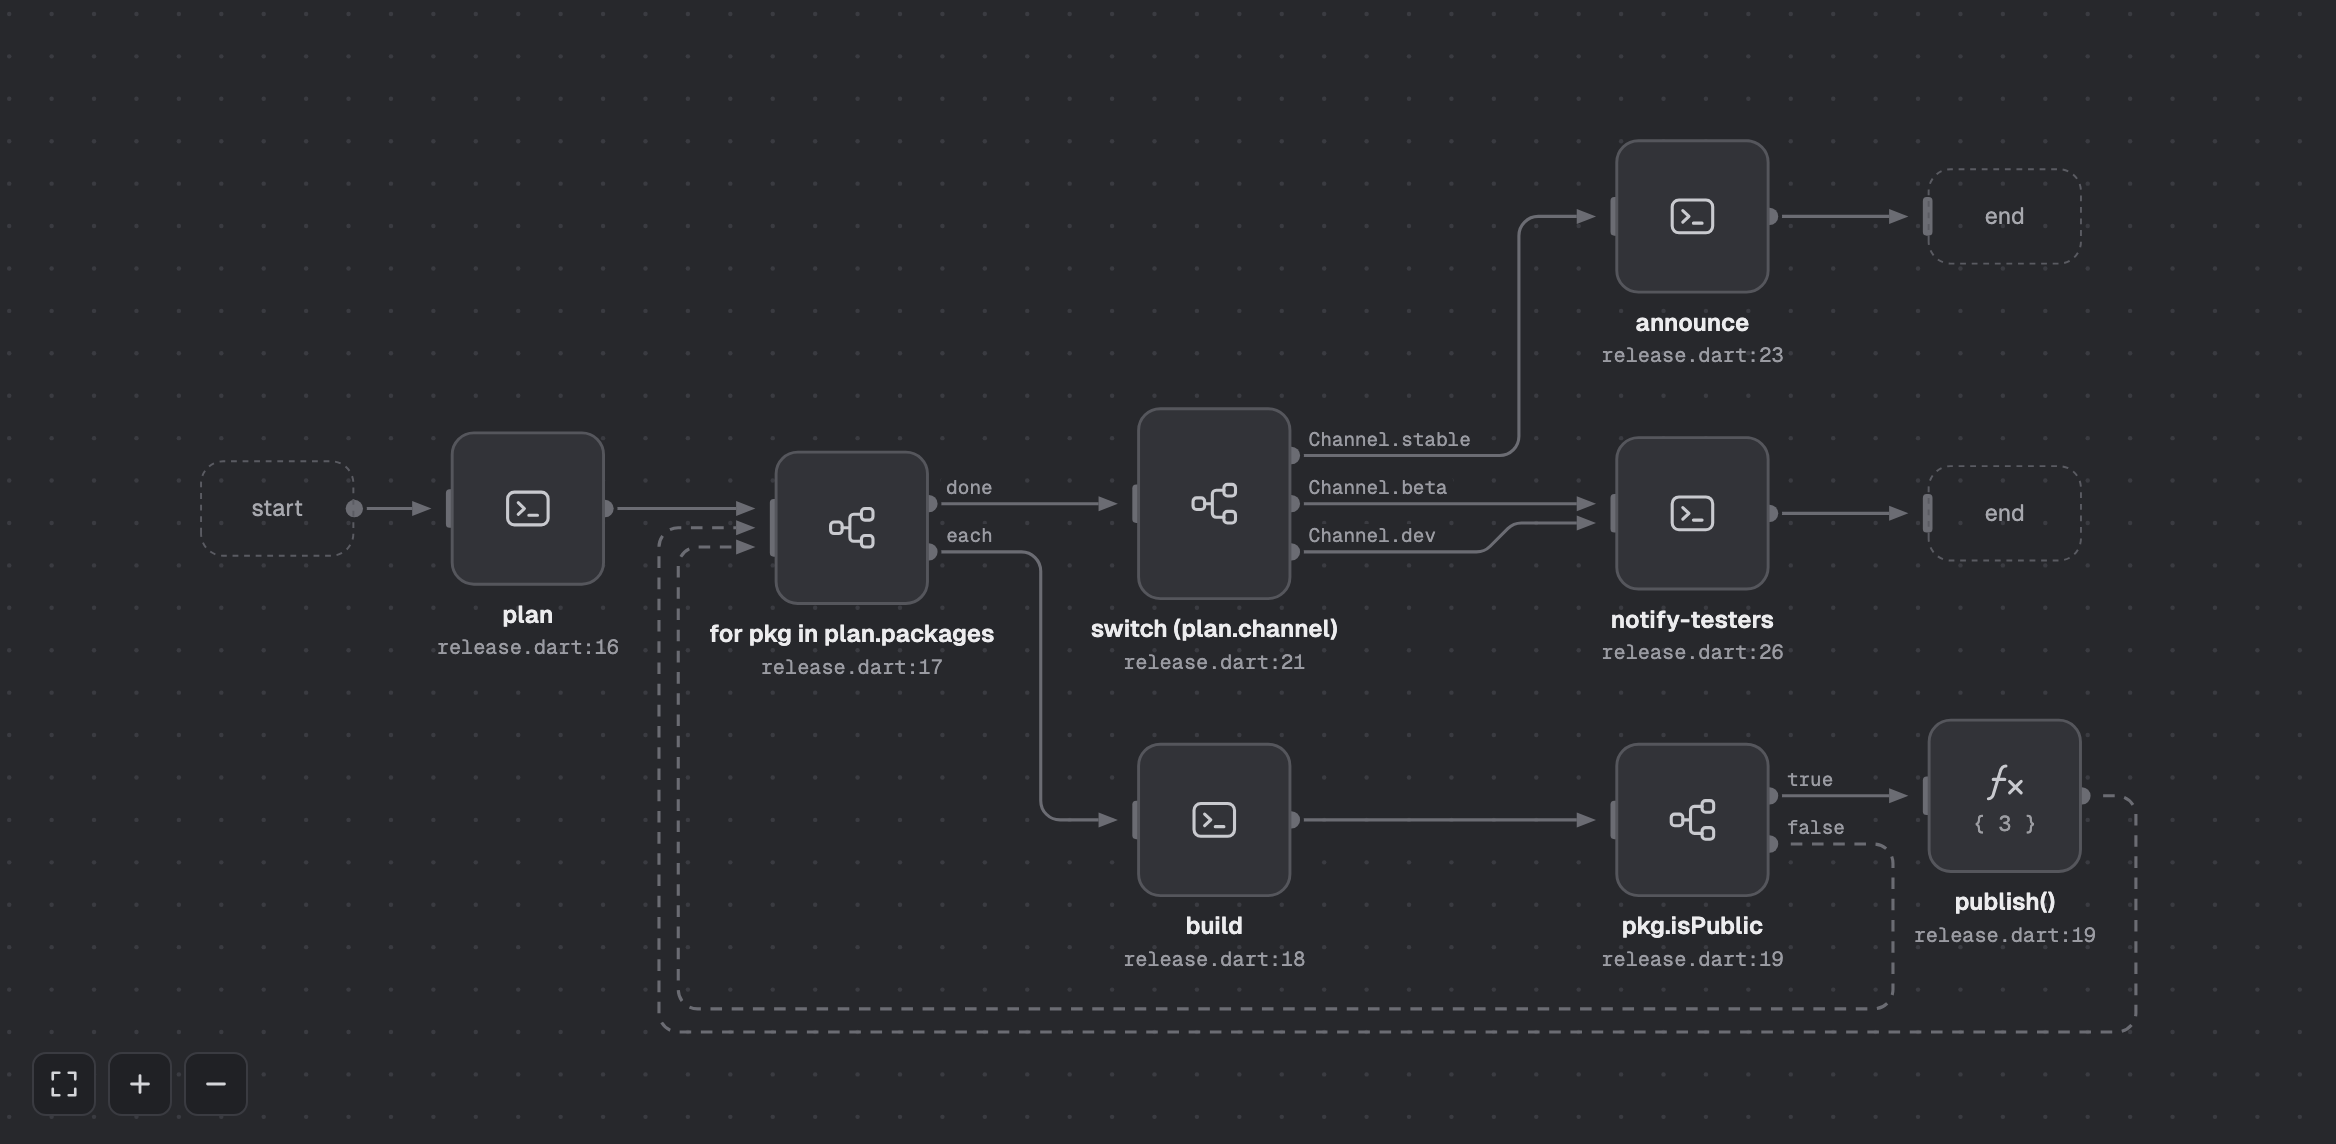 start
plan
release.dart:16
for pkg in plan.packages
release.dart:17
done
each
switch (plan.channel)
release.dart:21
Channel.stable
Channel.beta
Channel.dev
announce
release.dart:23
end
notify-testers
release.dart:26
end
build
release.dart:18
pkg.isPublic
release.dart:19
true
false
fx
{ 3 }
publish()
release.dart:19